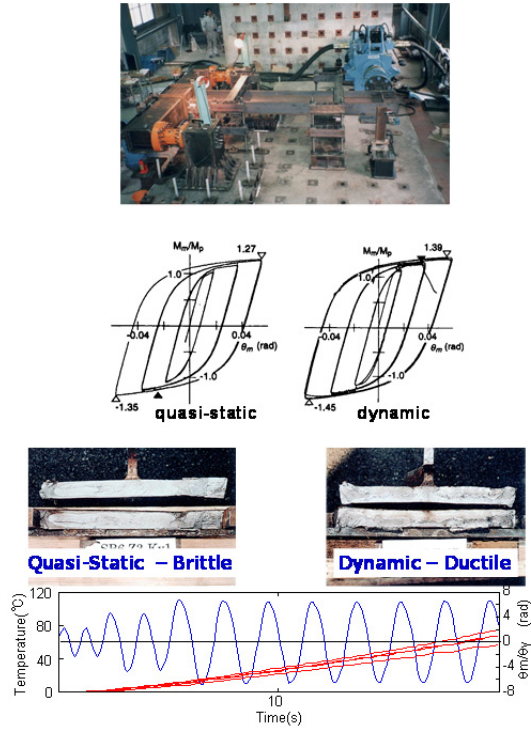 Mm/Mp
1.27
1.0
-0.04
0.04
θm (rad)
-1.0
-1.35
quasi-static
Mm/Mp
1.39
1.0
-0.04
0.04
θm (rad)
-1.0
-1.45
dynamic
Quasi-Static – Brittle
Dynamic – Ductile
120
80
40
0
Temperature(°C)
10
Time(s)
8
4
0
-4
-8
θm/θy (rad)